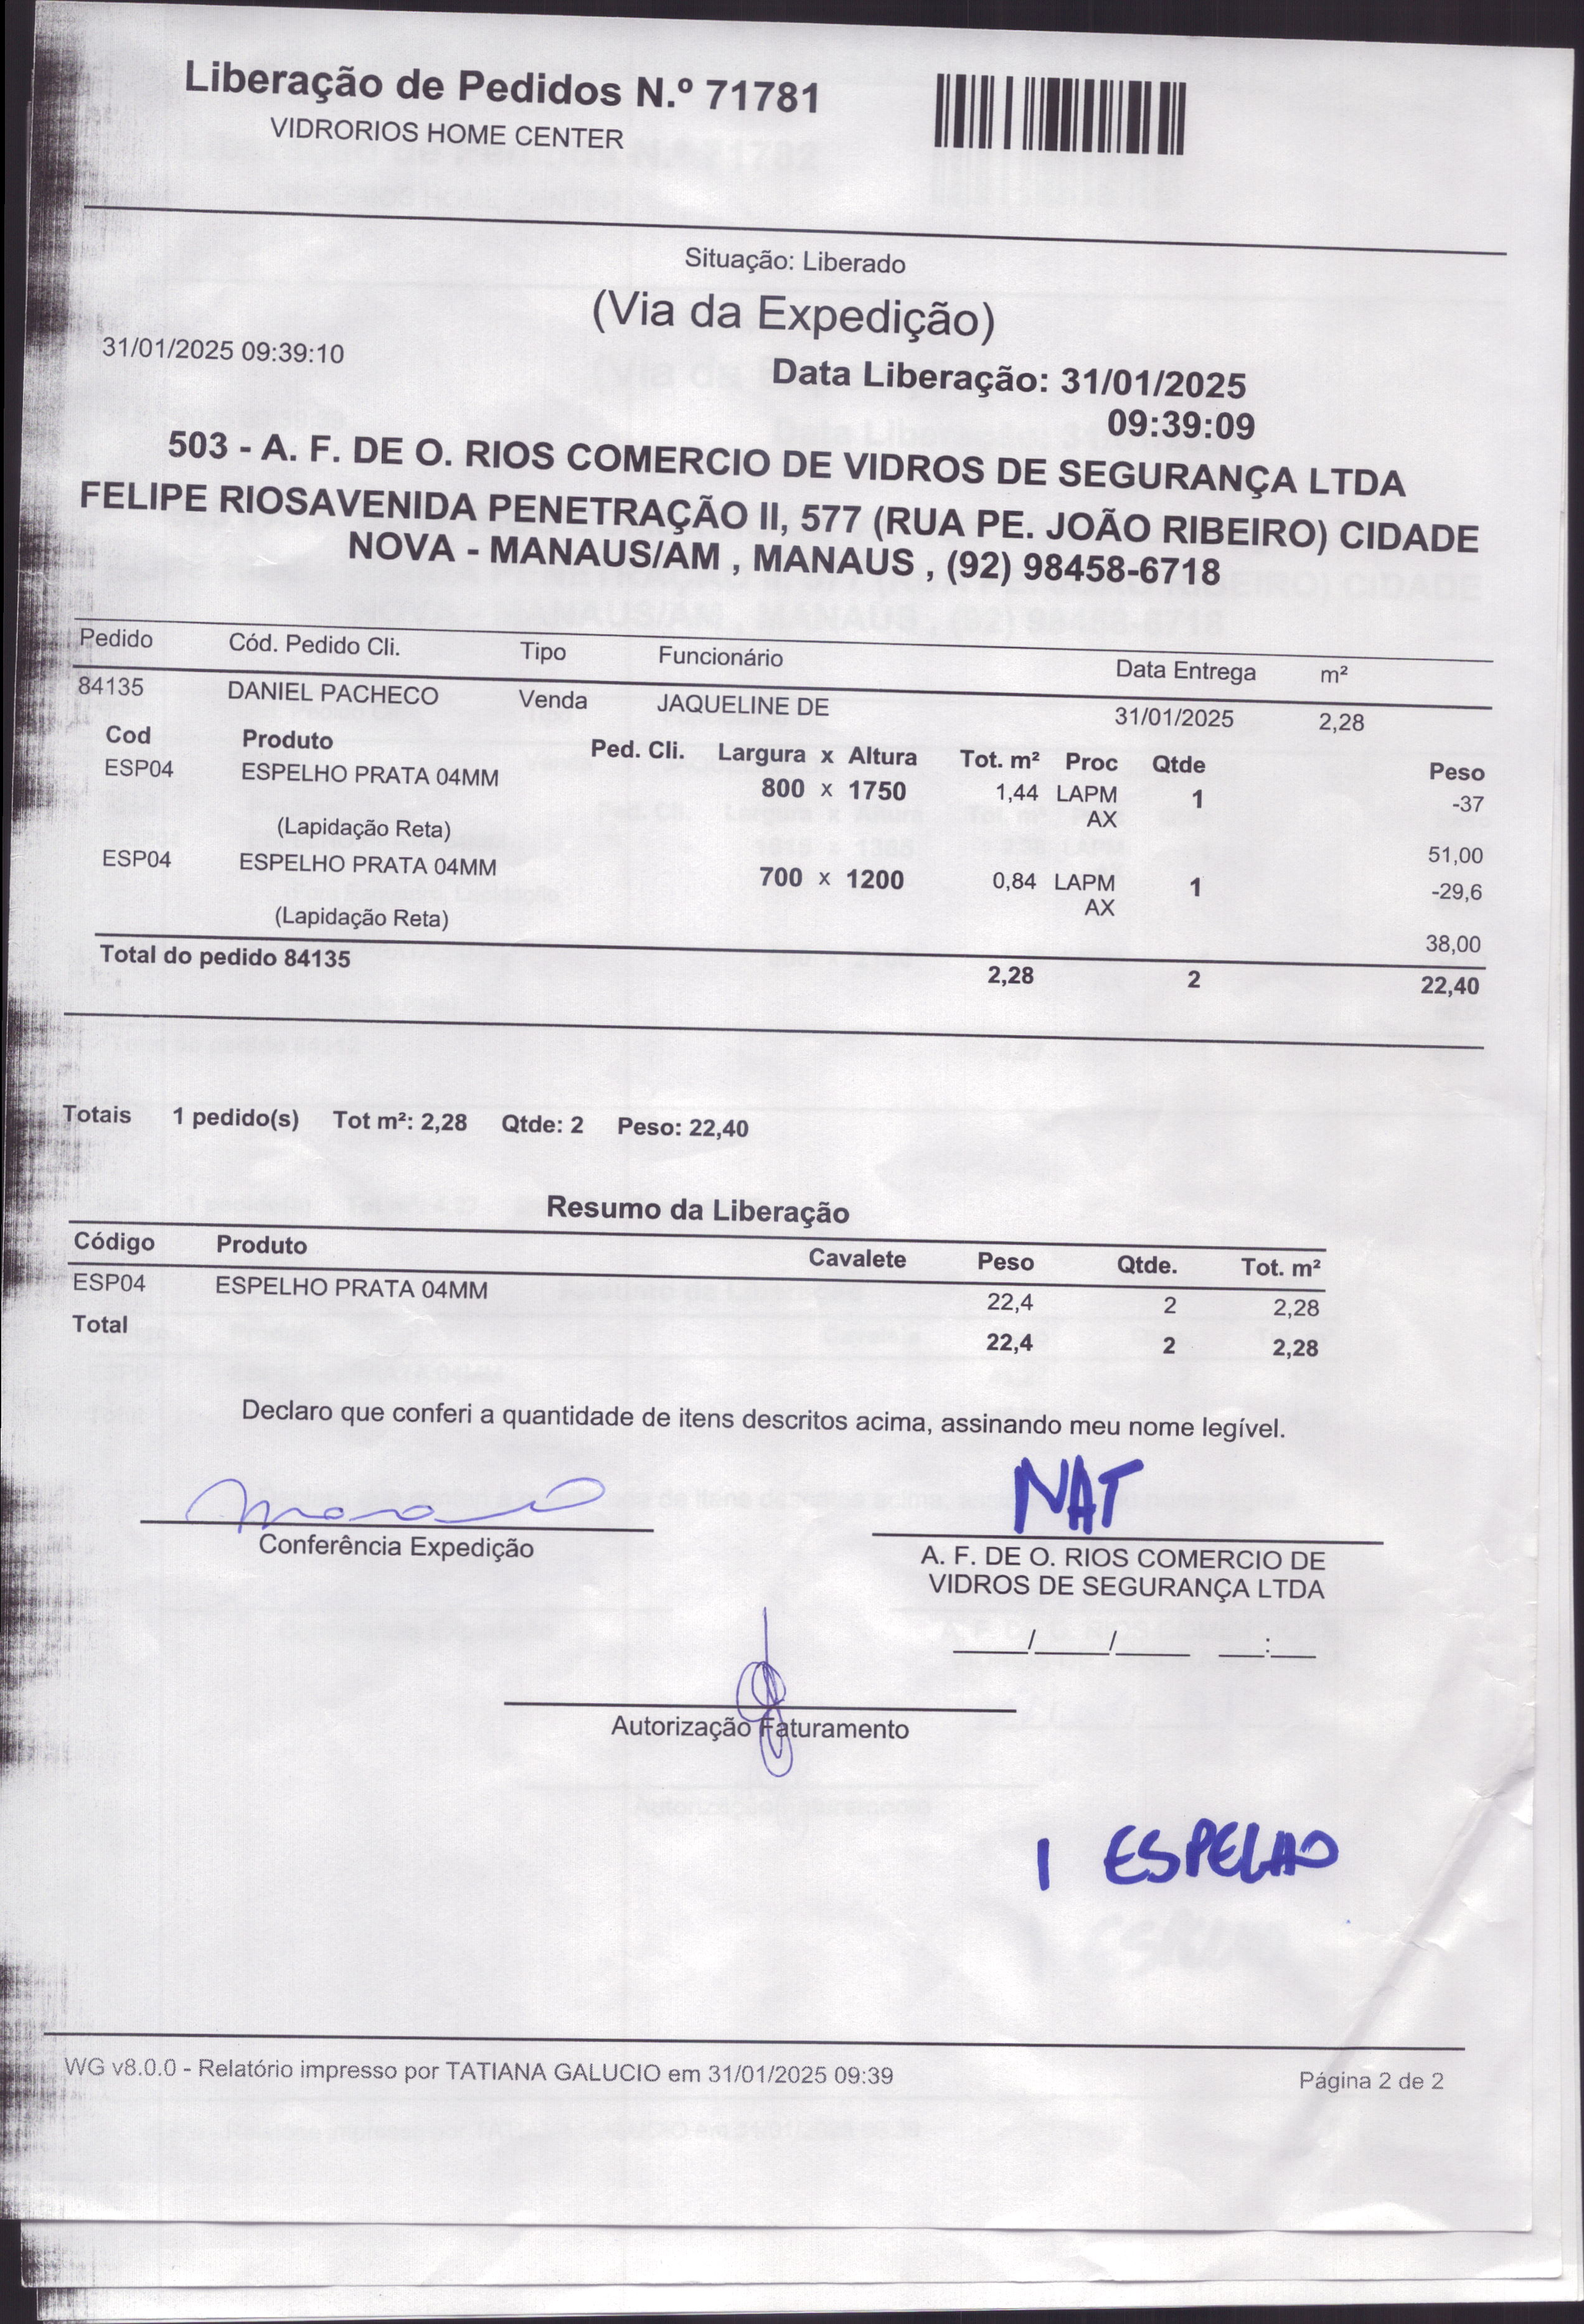 Liberação de Pedidos N.º 71781
VIDRORIOS HOME CENTER
Situação: Liberado
(Via da Expedição)
31/01/2025 09:39:10
Data Liberação: 31/01/2025
09:39:09
503 - A. F. DE O. RIOS COMERCIO DE VIDROS DE SEGURANÇA LTDA
FELIPE RIOSAVENIDA PENETRAÇÃO II, 577 (RUA PE. JOÃO RIBEIRO) CIDADE
NOVA - MANAUS/AM , MANAUS , (92) 98458-6718
Pedido Cód. Pedido Cli. Tipo Funcionário Data Entrega m²
84135 DANIEL PACHECO Venda JAQUELINE DE 31/01/2025 2,28
Cod Produto Ped. Cli. Largura x Altura Tot. m² Proc Qtde Peso
ESP04 ESPELHO PRATA 04MM 800 x 1750 1,44 LAPM 1 -37
(Lapidação Reta) AX 51,00
ESP04 ESPELHO PRATA 04MM 700 x 1200 0,84 LAPM 1 -29,6
(Lapidação Reta) AX 38,00
Total do pedido 84135 2,28 2 22,40
Totais 1 pedido(s) Tot m²: 2,28 Qtde: 2 Peso: 22,40
Resumo da Liberação
Código Produto Cavalete Peso Qtde. Tot. m²
ESP04 ESPELHO PRATA 04MM 22,4 2 2,28
Total 22,4 2 2,28
Declaro que conferi a quantidade de itens descritos acima, assinando meu nome legível.
NAT
Conferência Expedição
A. F. DE O. RIOS COMERCIO DE
VIDROS DE SEGURANÇA LTDA
____/____/____ __:__
Autorização Faturamento
1 ESPELHO
WG v8.0.0 - Relatório impresso por TATIANA GALUCIO em 31/01/2025 09:39
Página 2 de 2